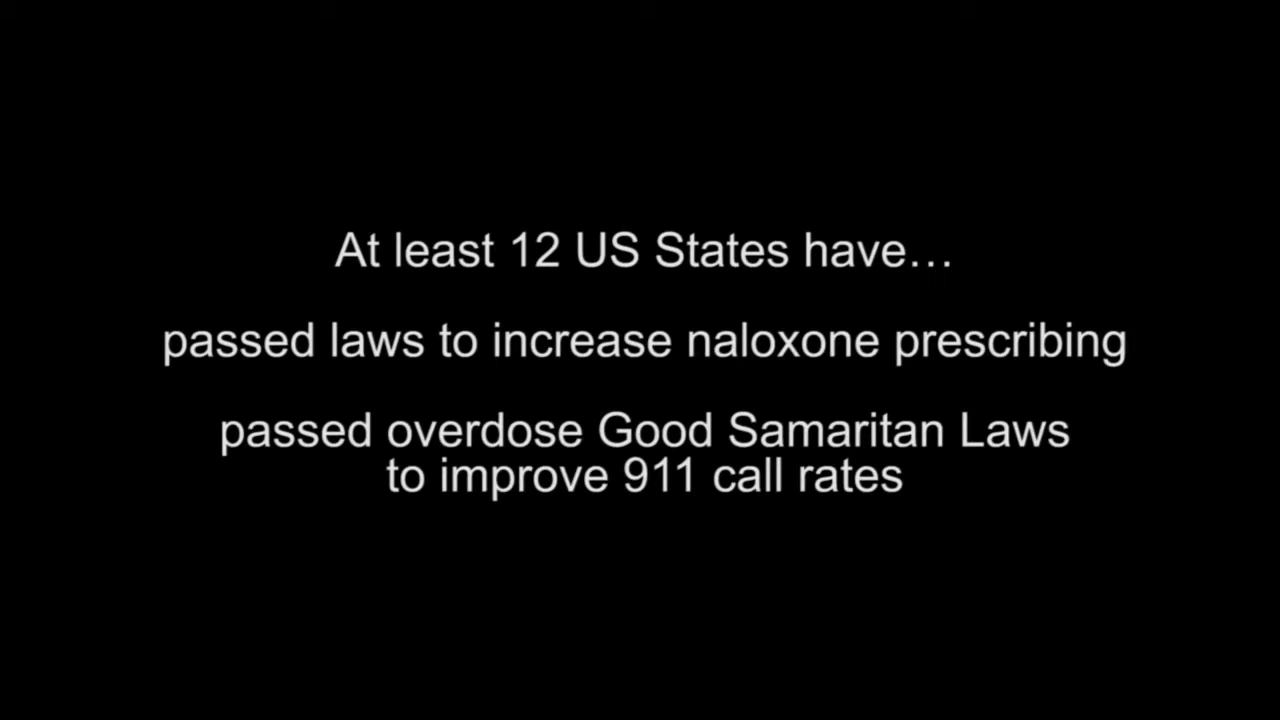 At least 12 US States have…
passed laws to increase naloxone prescribing
passed overdose Good Samaritan Laws
to improve 911 call rates